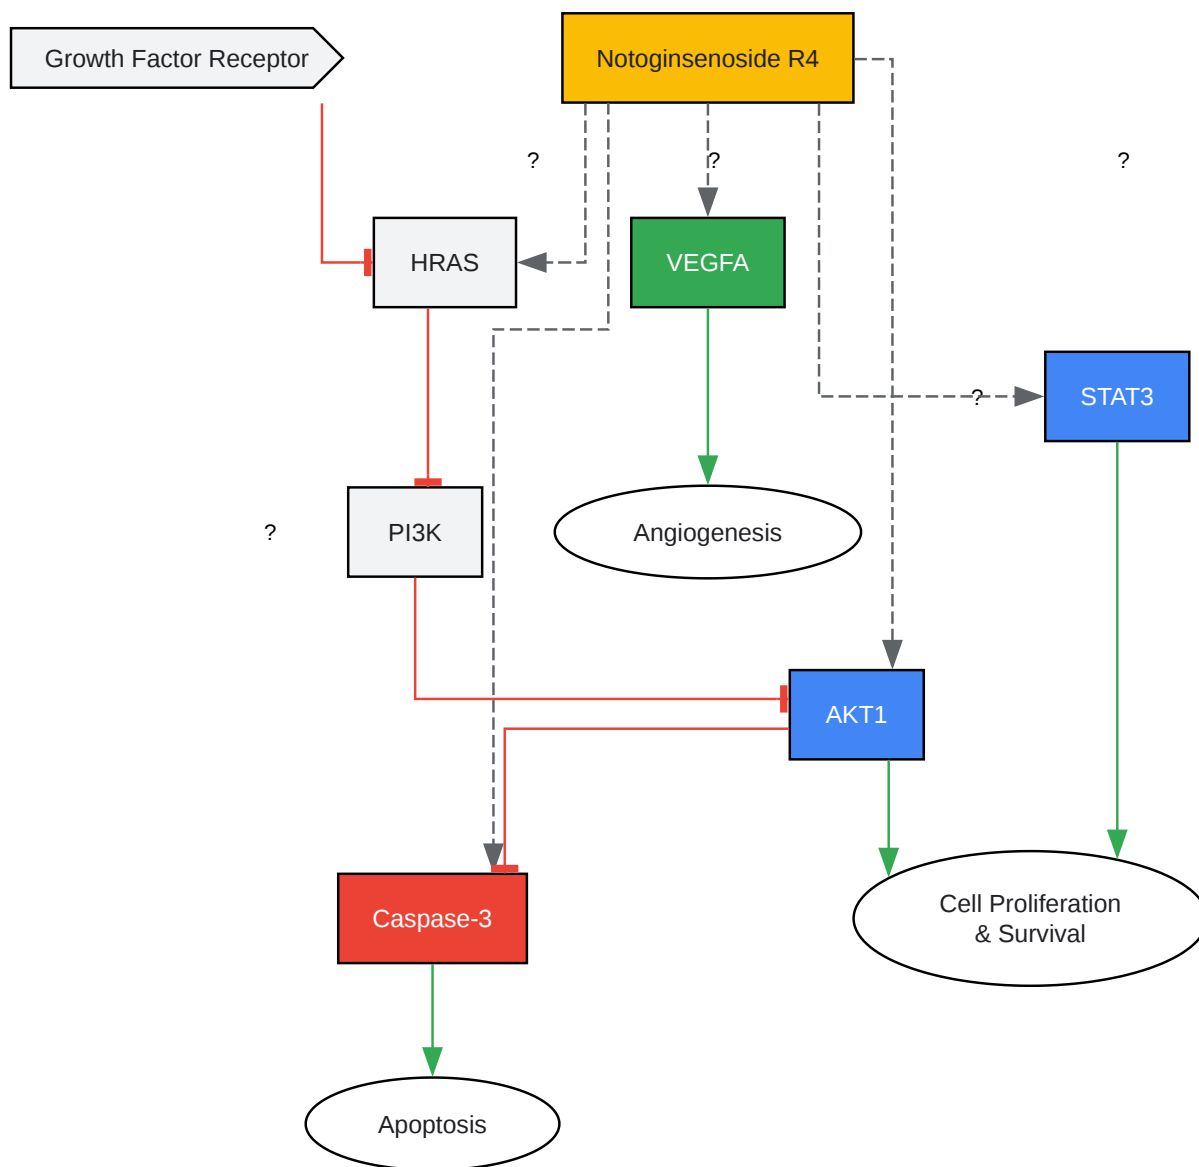 Growth Factor Receptor
Notoginsenoside R4
?
?
?
HRAS
VEGFA
STAT3
?
?
PI3K
Angiogenesis
AKT1
Caspase-3
Cell Proliferation
& Survival
Apoptosis